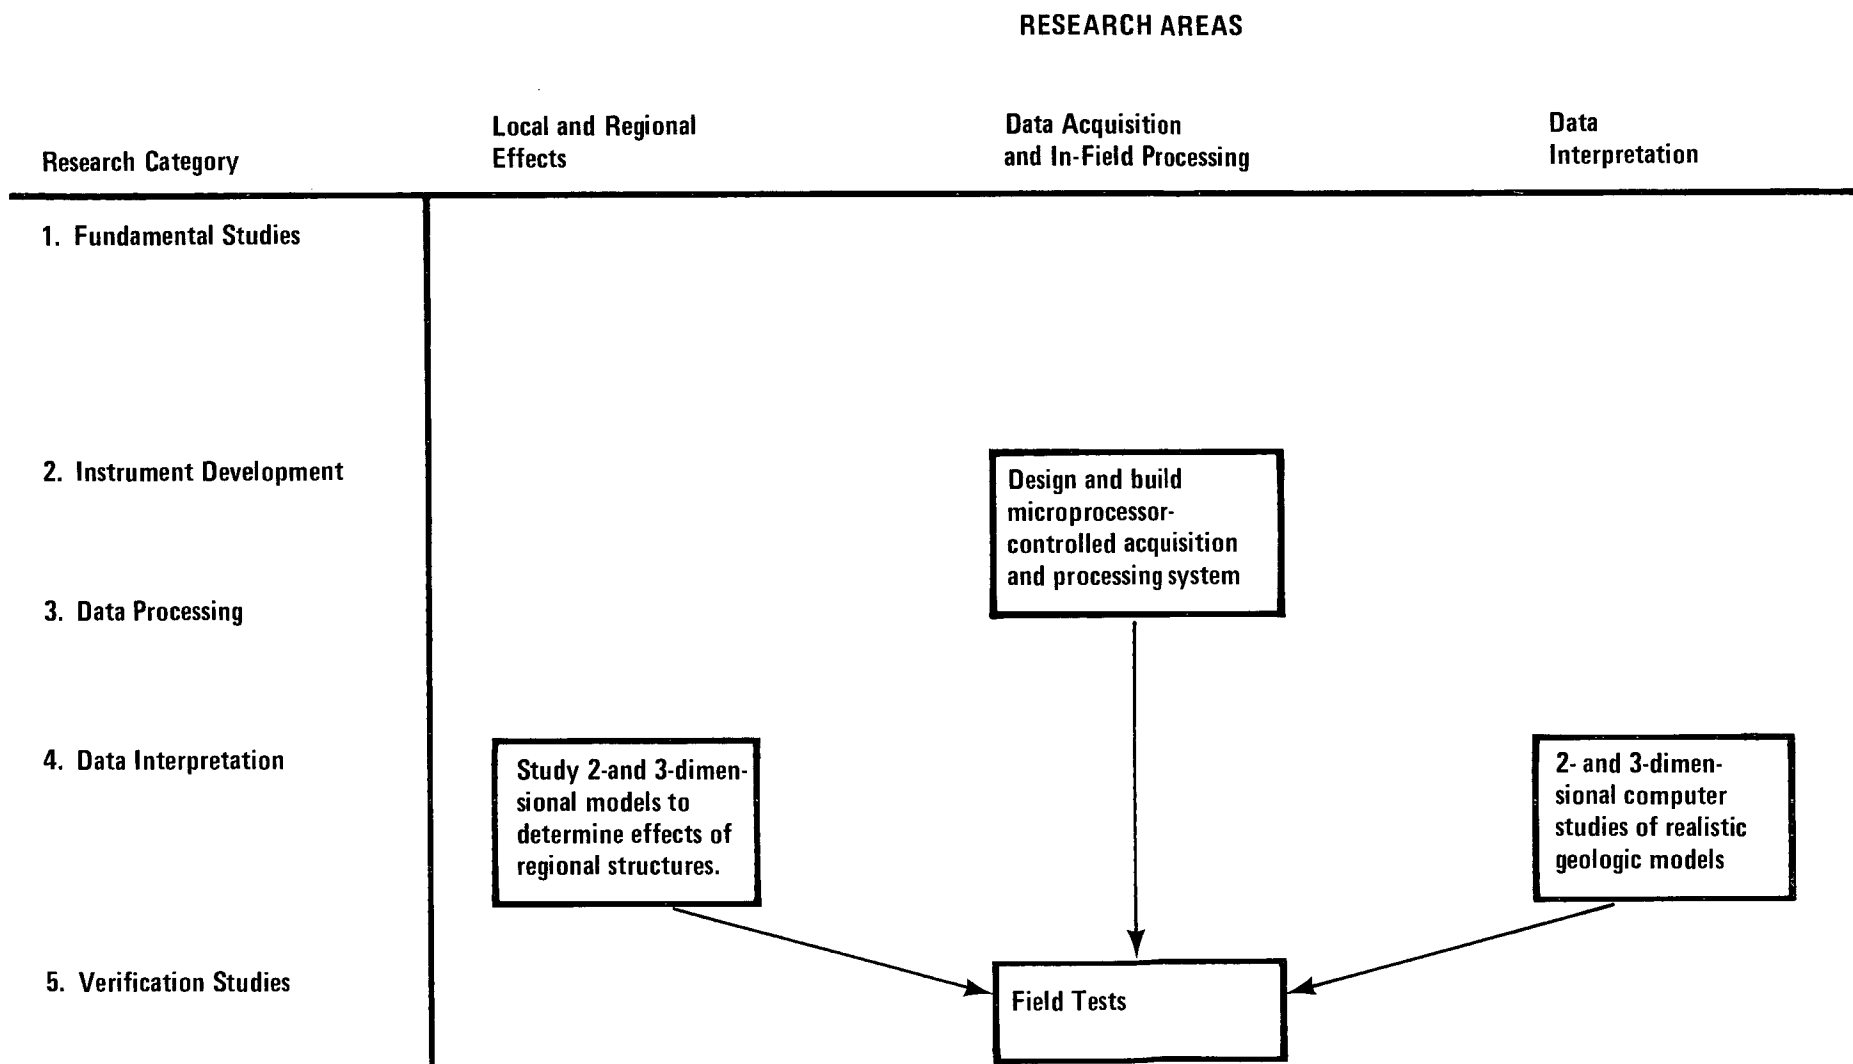 RESEARCH AREAS
Research Category
Local and Regional
Effects
Data Acquisition
and In-Field Processing
Data
Interpretation
1. Fundamental Studies
2. Instrument Development
Design and build
microprocessor-
controlled acquisition
and processing system
3. Data Processing
4. Data Interpretation
Study 2-and 3-dimen-
sional models to
determine effects of
regional structures.
2- and 3-dimen-
sional computer
studies of realistic
geologic models
5. Verification Studies
Field Tests